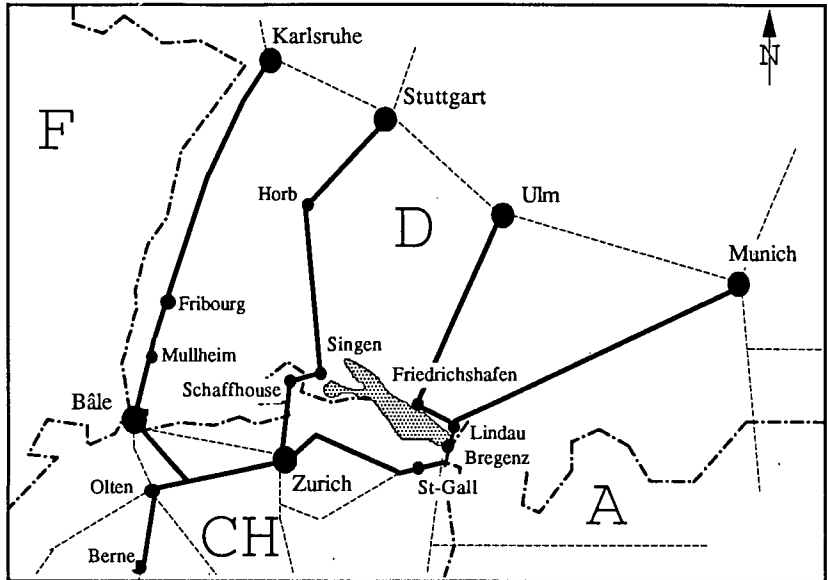 Karlsruhe
N
Stuttgart
F
Horb
Ulm
D
Munich
Fribourg
Mullheim
Singen
Schaffhouse
Friedrichshafen
Bâle
Lindau
Bregenz
Zurich
St-Gall
Olten
A
CH
Berne